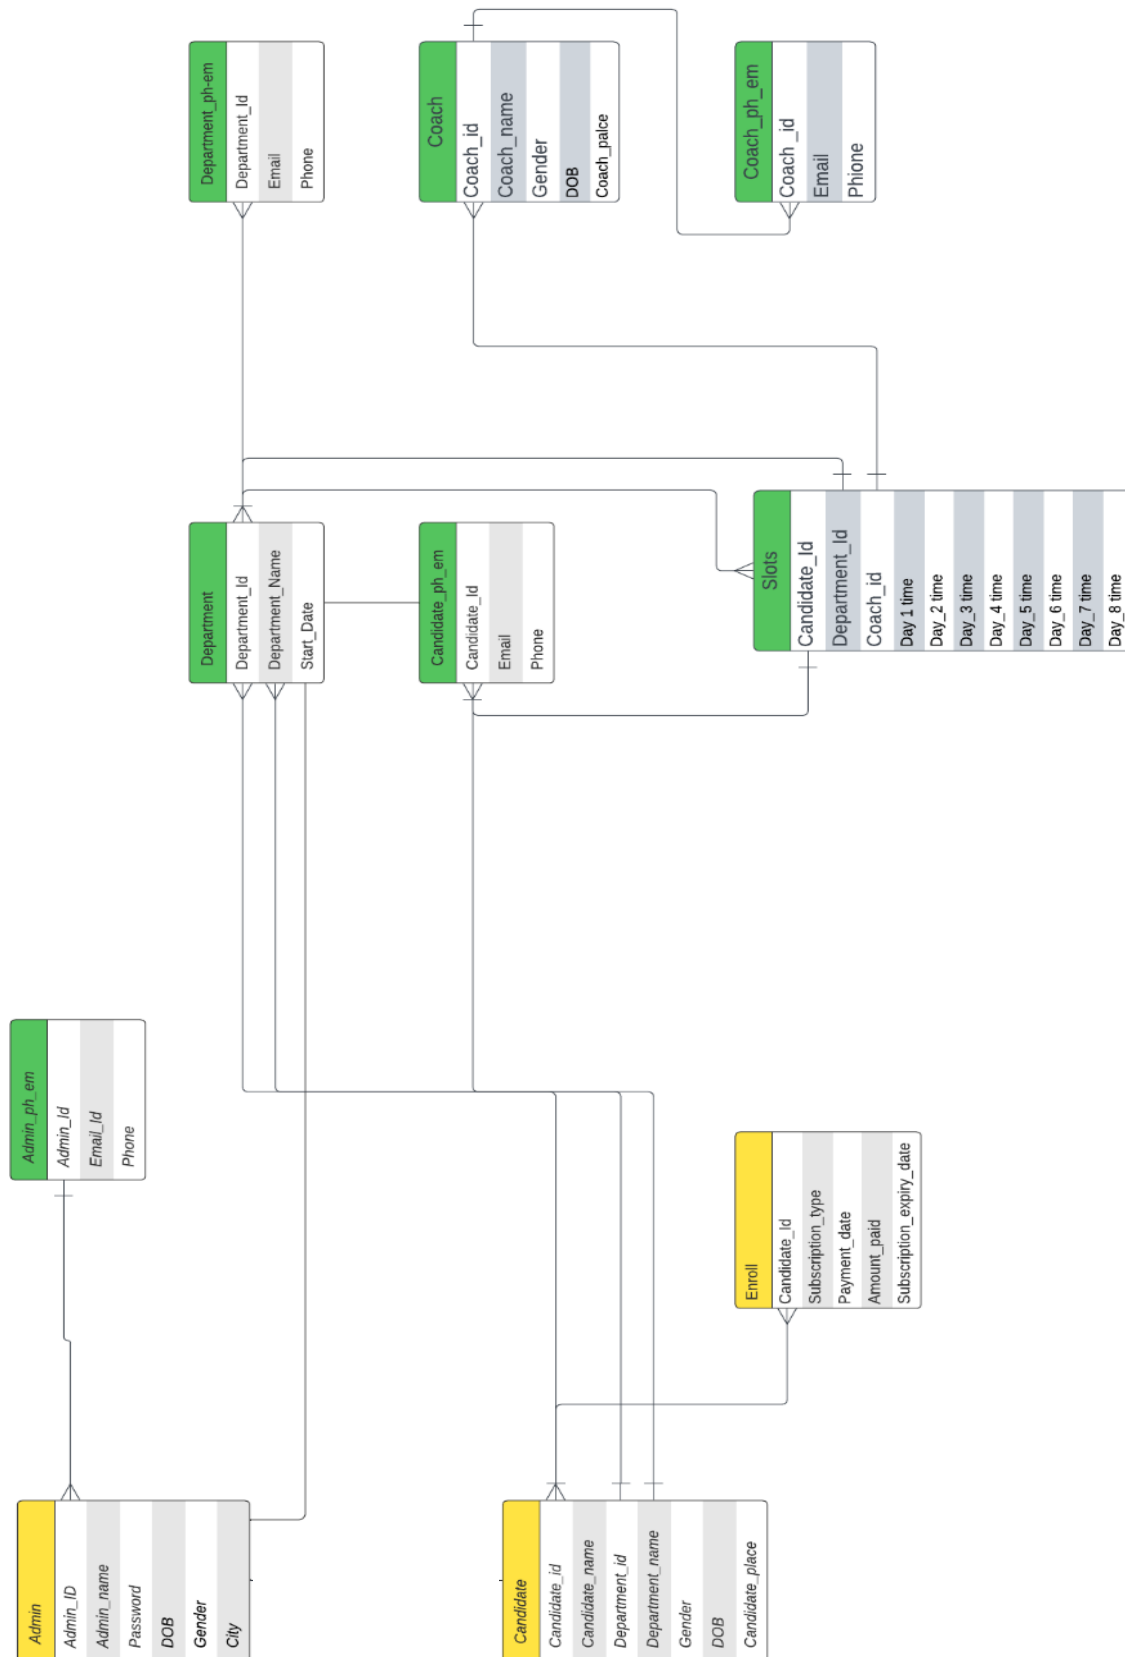 Admin
Admin_ID
Admin_name
Password
DOB
Gender
City
Admin_ph_em
Admin_Id
Email_Id
Phone
Department
Department_Id
Department_Name
Start_Date
Department_ph-em
Department_Id
Email
Phone
Candidate
Candidate_id
Candidate_name
Department_id
Department_name
Gender
DOB
Candidate_place
Candidate_ph_em
Candidate_Id
Email
Phone
Coach
Coach_id
Coach_name
Gender
DOB
Coach_palce
Enroll
Candidate_Id
Subscription_type
Payment_date
Amount_paid
Subscription_expiry_date
Slots
Candidate_Id
Department_Id
Coach_id
Day 1 time
Day_2 time
Day_3 time
Day_4 time
Day_5 time
Day_6 time
Day_7 time
Day_8 time
Coach_ph_em
Coach _id
Email
Phione